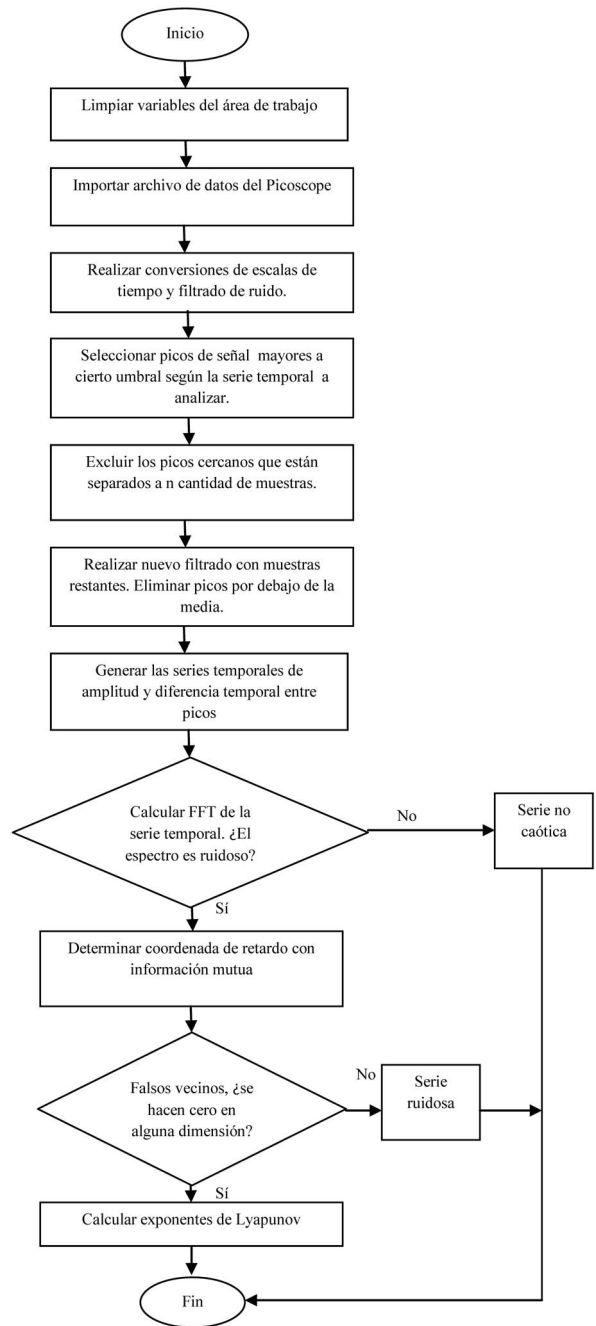 Inicio
Limpiar variables del área de trabajo
Importar archivo de datos del Picoscope
Realizar conversiones de escalas de
tiempo y filtrado de ruido.
Seleccionar picos de señal mayores a
cierto umbral según la serie temporal a
analizar.
Excluir los picos cercanos que están
separados a n cantidad de muestras.
Realizar nuevo filtrado con muestras
restantes. Eliminar picos por debajo de la
media.
Generar las series temporales de
amplitud y diferencia temporal entre
picos
Calcular FFT de la
serie temporal. ¿El
espectro es ruidoso?
No
Serie no
caótica
Sí
Determinar coordenada de retardo con
información mutua
Falsos vecinos, ¿se
hacen cero en
alguna dimensión?
No
Serie
ruidosa
Sí
Calcular exponentes de Lyapunov
Fin